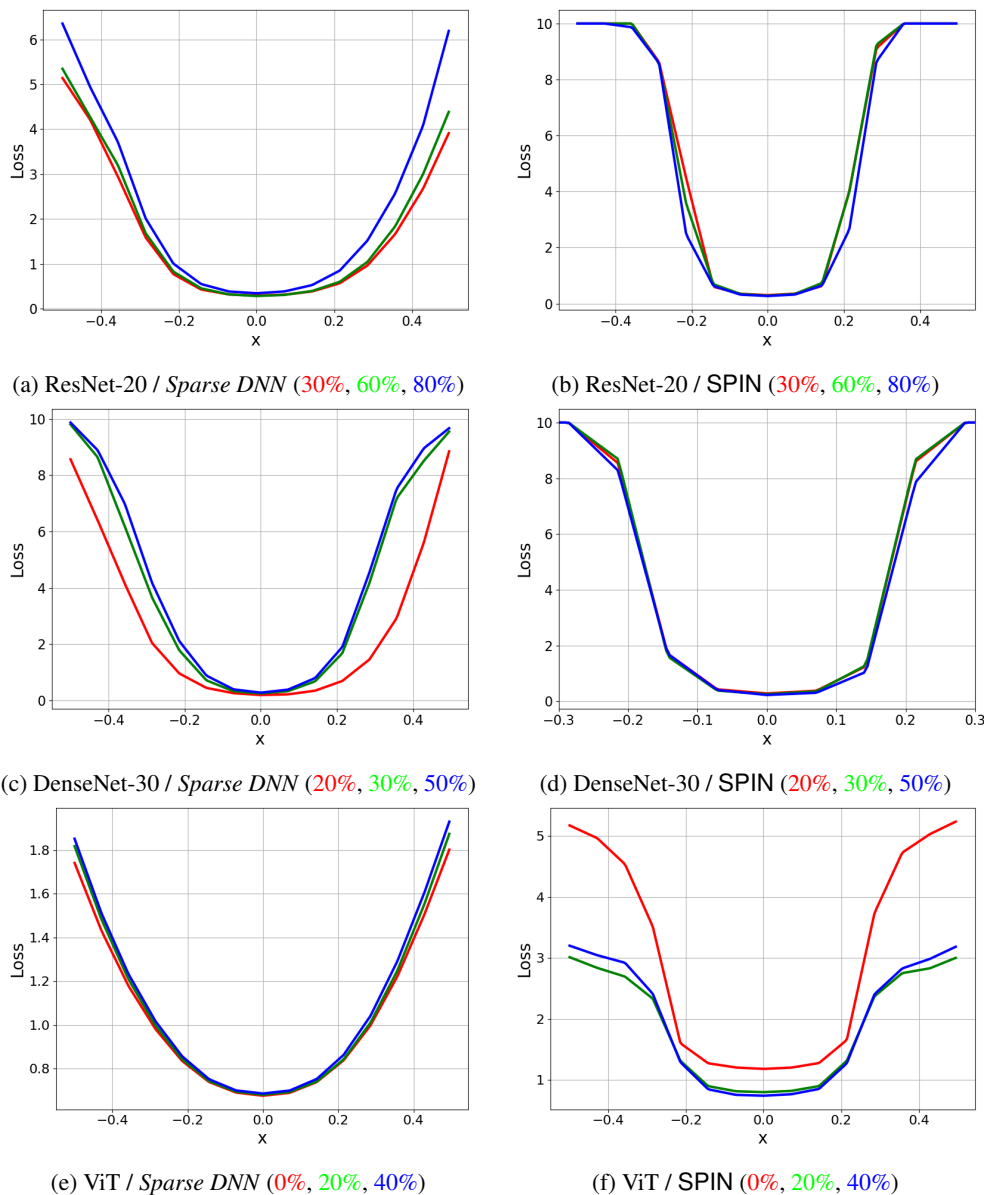 6
5
4
3
2
1
0
Loss
−0.4 −0.2 0.0 0.2 0.4
x
10
8
6
4
2
0
Loss
−0.4 −0.2 0.0 0.2 0.4
x
(a) ResNet-20 / Sparse DNN (30%, 60%, 80%)
(b) ResNet-20 / SPIN (30%, 60%, 80%)
10
8
6
4
2
0
Loss
−0.4 −0.2 0.0 0.2 0.4
x
10
8
6
4
2
0
Loss
−0.3 −0.2 −0.1 0.0 0.1 0.2 0.3
x
(c) DenseNet-30 / Sparse DNN (20%, 30%, 50%)
(d) DenseNet-30 / SPIN (20%, 30%, 50%)
1.8
1.6
1.4
1.2
1.0
0.8
Loss
−0.4 −0.2 0.0 0.2 0.4
x
5
4
3
2
1
Loss
−0.4 −0.2 0.0 0.2 0.4
x
(e) ViT / Sparse DNN (0%, 20%, 40%)
(f) ViT / SPIN (0%, 20%, 40%)